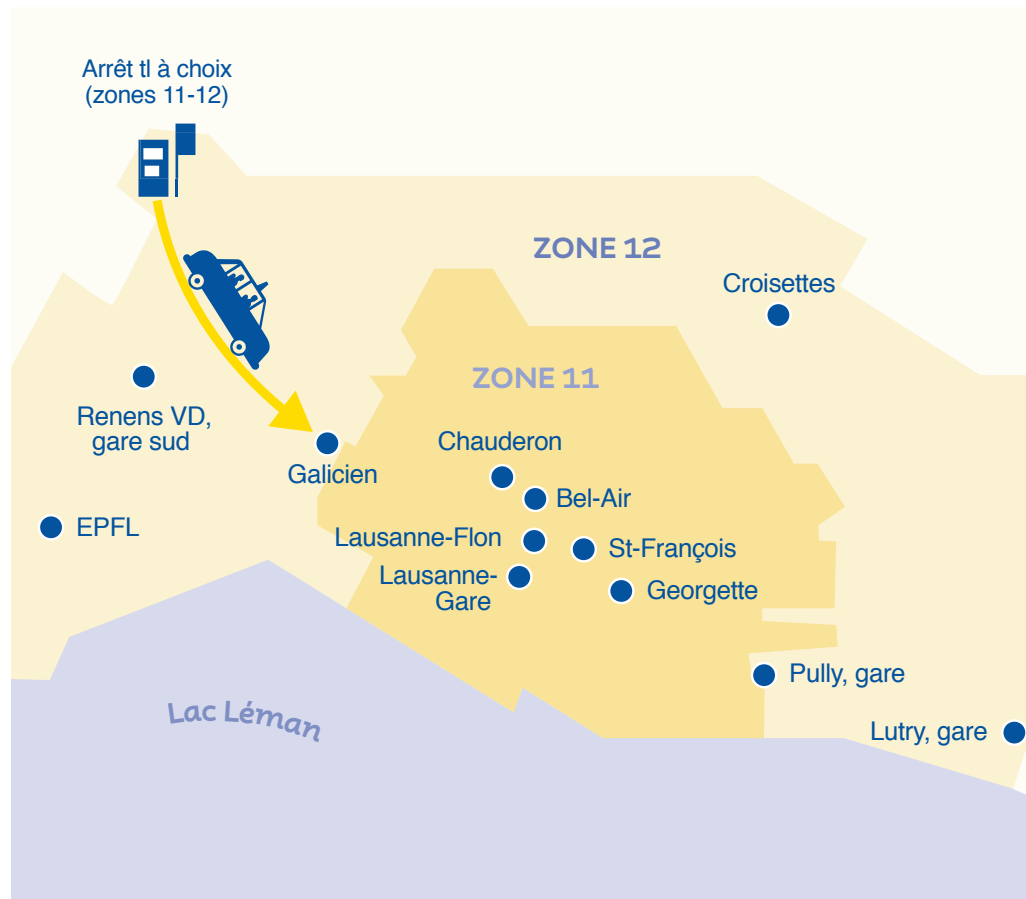 Arrêt tl à choix
(zones 11-12)
ZONE 12
Croisettes
ZONE 11
Renens VD,
gare sud
Galicien
Chauderon
Bel-Air
EPFL
Lausanne-Flon
St-François
Lausanne-
Gare
Georgette
Pully, gare
Lac Léman
Lutry, gare